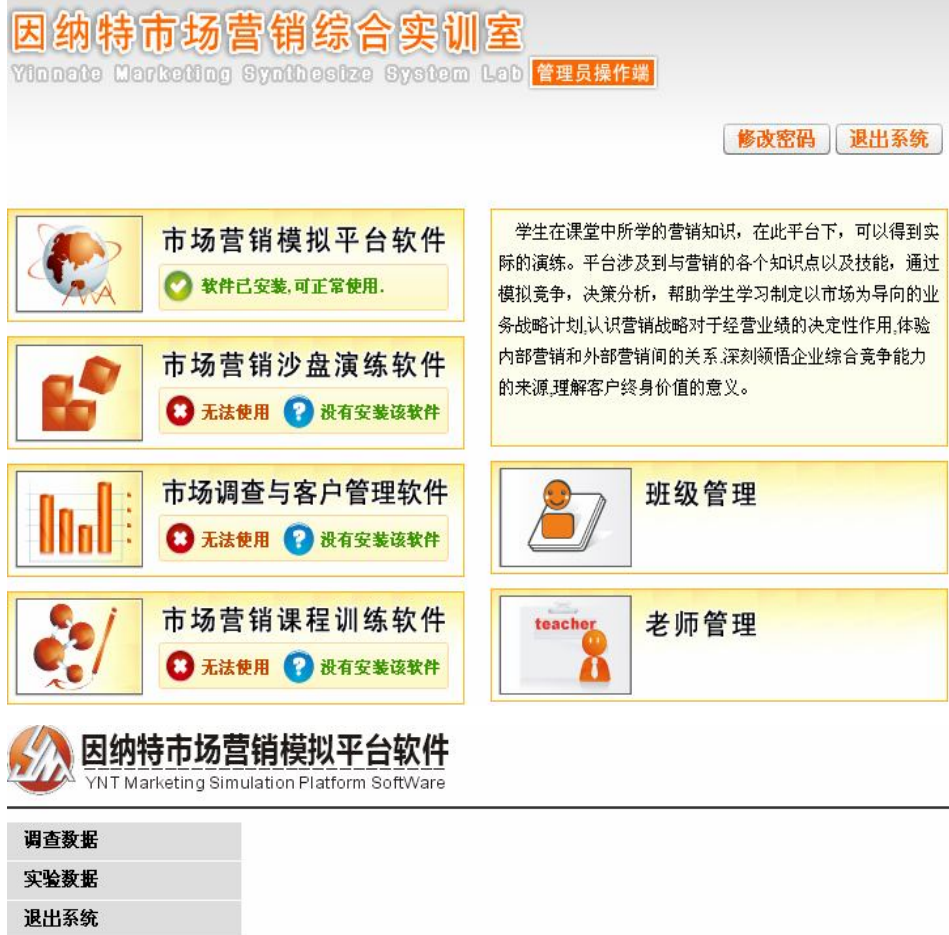 因纳特市场营销综合实训室
Yinnate Marketing Synthesize System Lab 管理员操作端
修改密码 退出系统
市场营销模拟平台软件
软件已安装,可正常使用.
市场营销沙盘演练软件
无法使用 没有安装该软件
市场调查与客户管理软件
无法使用 没有安装该软件
市场营销课程训练软件
无法使用 没有安装该软件
学生在课堂中所学的营销知识，在此平台下，可以得到实
际的演练。平台涉及到与营销的各个知识点以及技能，通过
模拟竞争，决策分析，帮助学生学习制定以市场为导向的业
务战略计划,认识营销战略对于经营业绩的决定性作用,体验
内部营销和外部营销间的关系,深刻领悟企业综合竞争能力
的来源,理解客户终身价值的意义。
班级管理
teacher
老师管理
因纳特市场营销模拟平台软件
YNT Marketing Simulation Platform SoftWare
调查数据
实验数据
退出系统